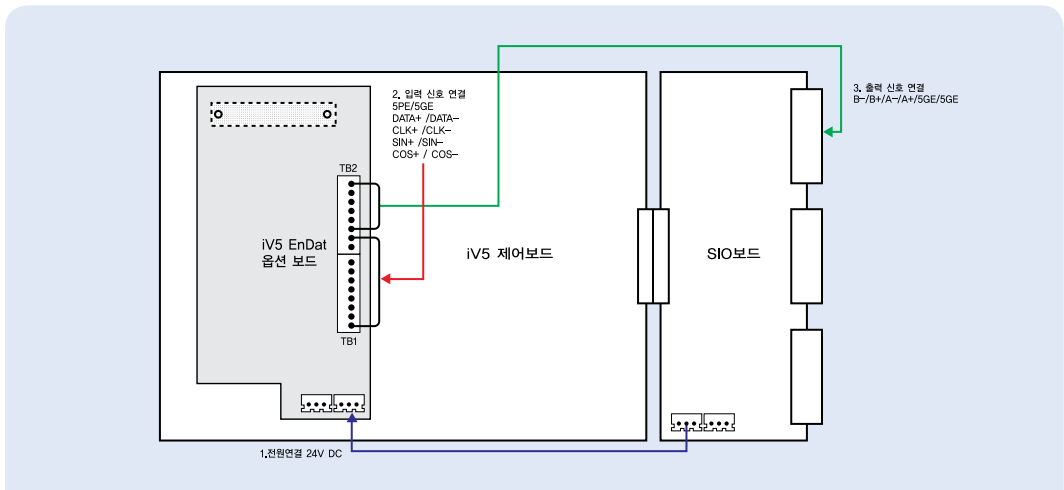 2. 입력 신호 연결
5PE/5GE
DATA+ /DATA-
CLK+ /CLK-
SIN+ /SIN-
COS+ / COS-
3. 출력 신호 연결
B-/B+/A-/A+/5GE/5GE
TB2
iV5 EnDat
옵션 보드
iV5 제어보드
SIO보드
TB1
1.전원연결 24V DC